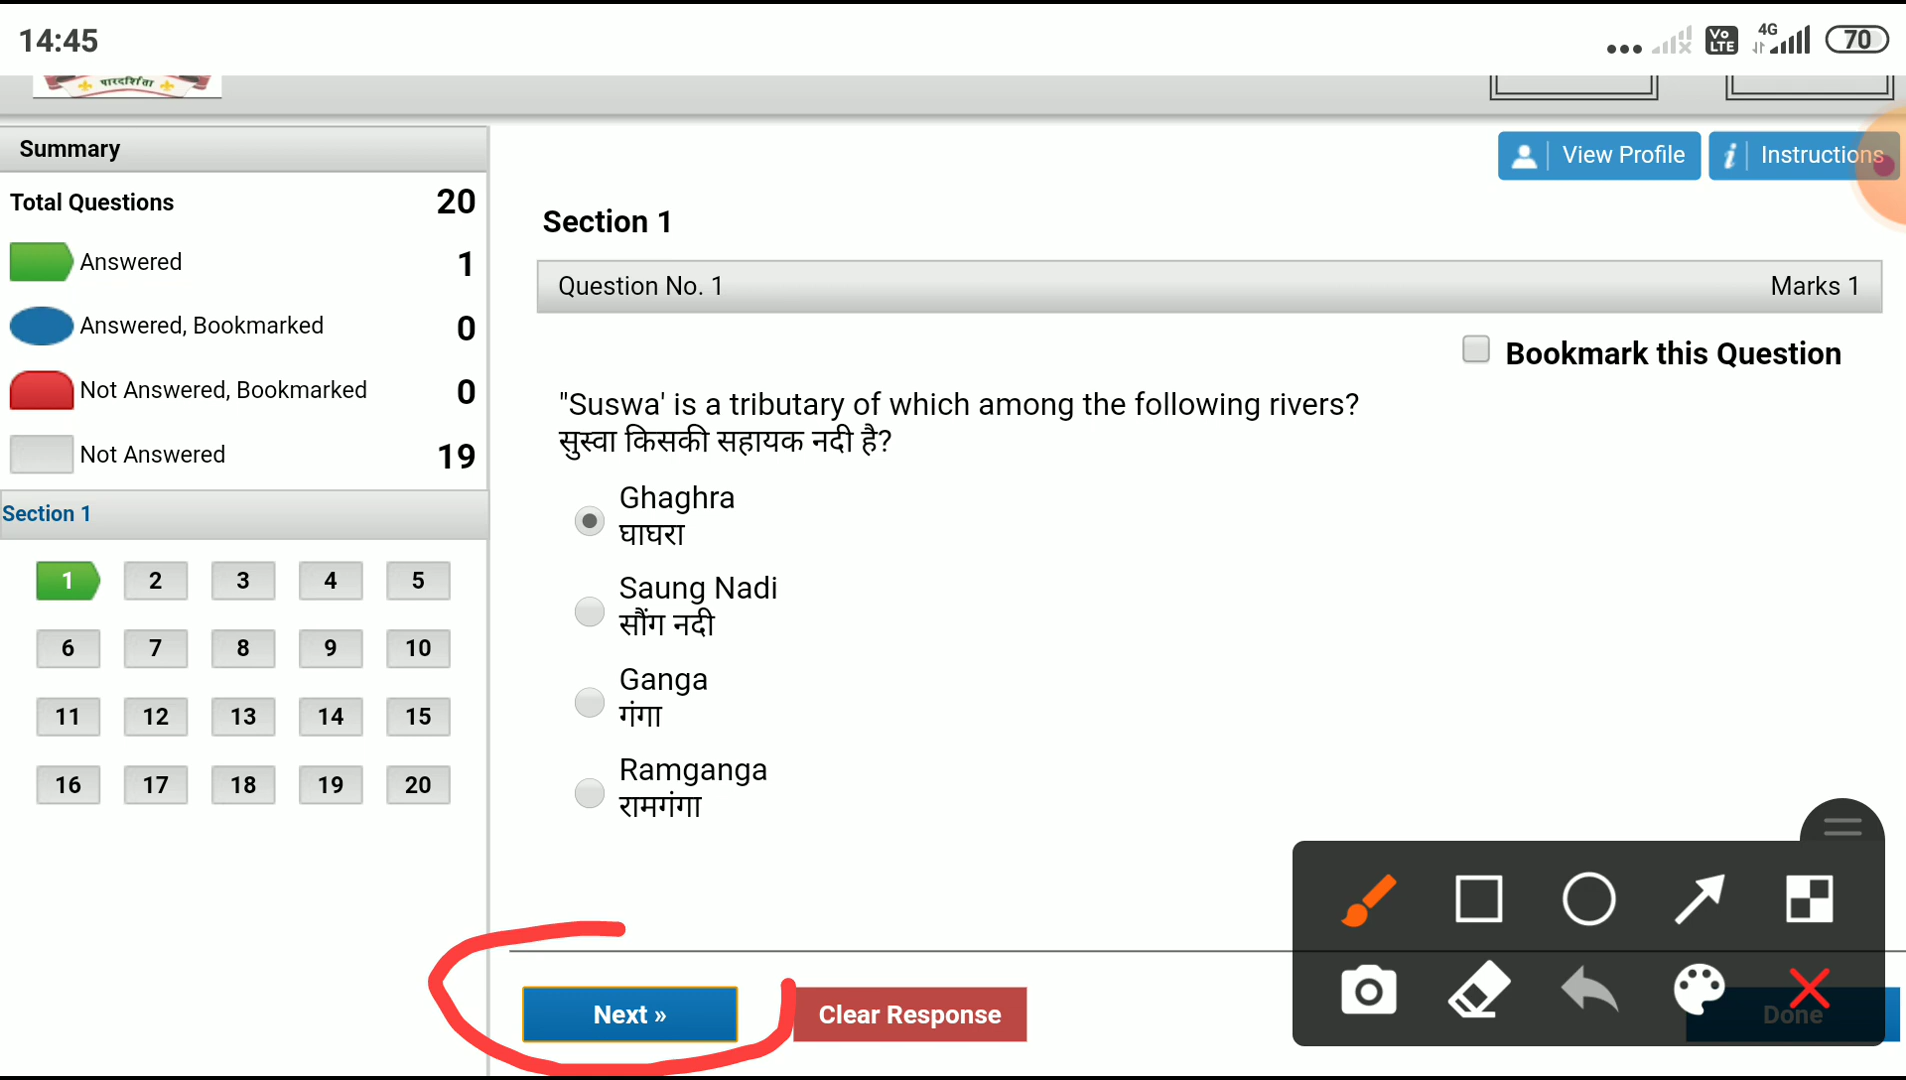 14:45
4G
Vo
LTE
70
पारदर्शिता
Summary
Total Questions 20
Answered 1
Answered, Bookmarked 0
Not Answered, Bookmarked 0
Not Answered 19
Section 1
1 2 3 4 5
6 7 8 9 10
11 12 13 14 15
16 17 18 19 20
View Profile
i Instructions
Section 1
Question No. 1 Marks 1
Bookmark this Question
"Suswa' is a tributary of which among the following rivers?
सुस्वा किसकी सहायक नदी है?
Ghaghra
घाघरा
Saung Nadi
सौंग नदी
Ganga
गंगा
Ramganga
रामगंगा
Next »
Clear Response
Done